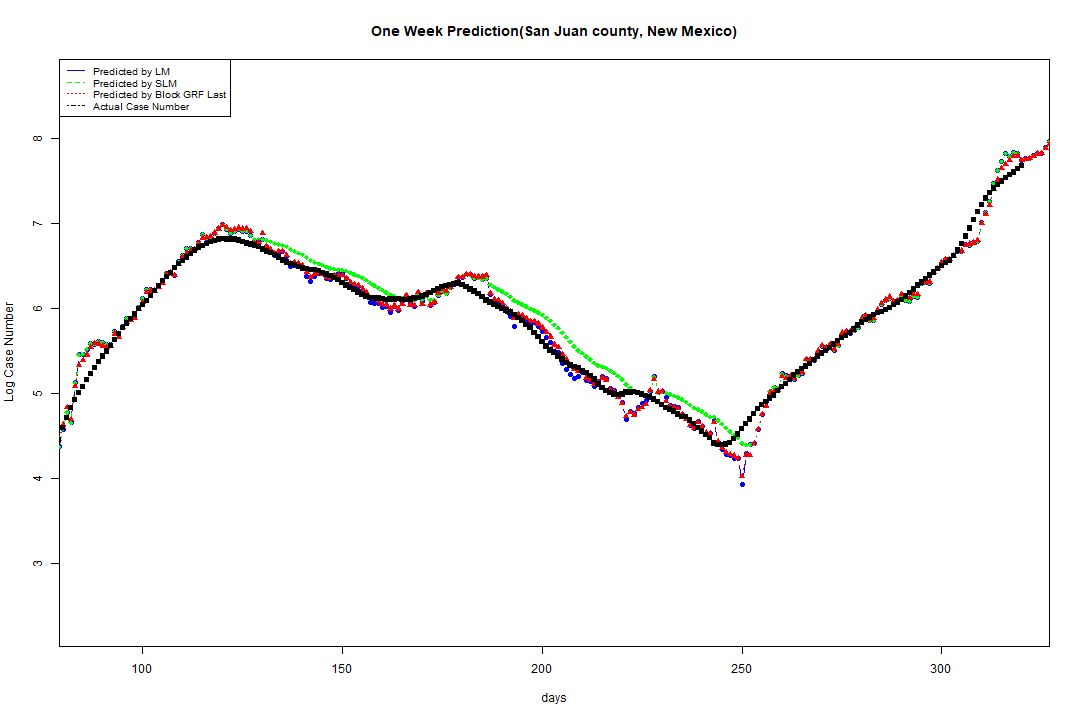 One Week Prediction(San Juan county, New Mexico)
Predicted by LM
Predicted by SLM
Predicted by Block GRF Last
Actual Case Number
8
7
6
5
4
3
Log Case Number
100 150 200 250 300
days